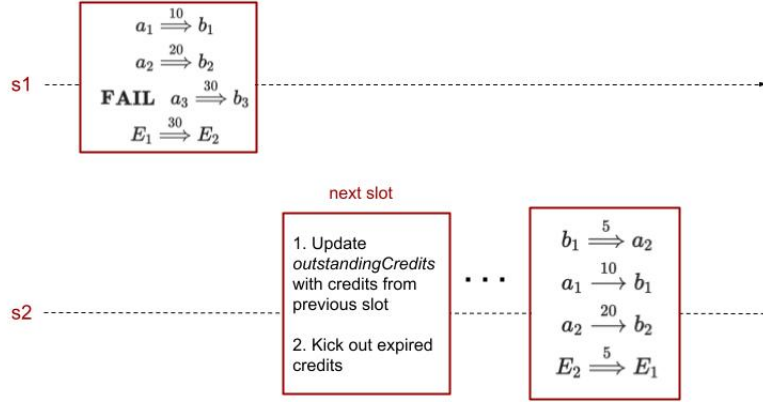 a₁ ⟹¹⁰ b₁
a₂ ⟹²⁰ b₂
s1
FAIL a₃ ⟹³⁰ b₃
E₁ ⟹³⁰ E₂
next slot
1. Update
outstandingCredits
with credits from
previous slot
2. Kick out expired
credits
...
b₁ ⟹⁵ a₂
a₁ ⟶¹⁰ b₁
a₂ ⟶²⁰ b₂
E₂ ⟹⁵ E₁
s2